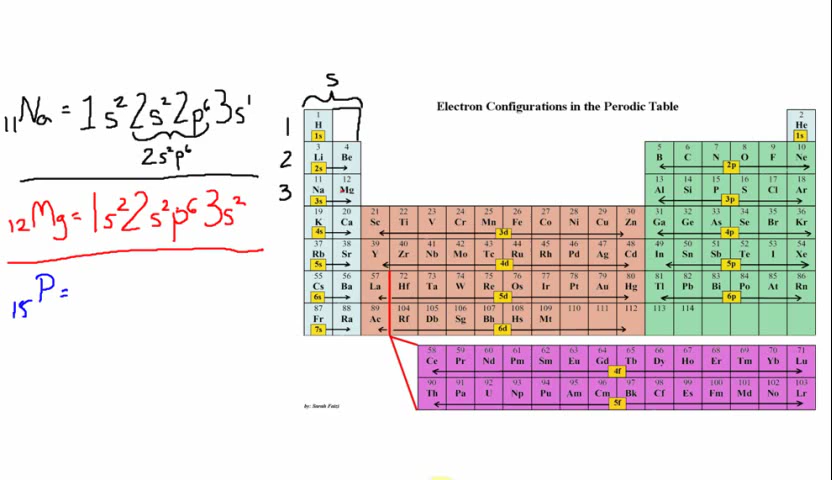 Electron Configurations in the Perodic Table
S
₁₁Na = 1s²2s²2p⁶3s¹
2s²p⁶
₁₂Mg = 1s²2s²p⁶3s²
₁₅P =
1
2
3
1 2
H He
1s 1s
3 4 5 6 7 8 9 10
Li Be B C N O F Ne
2s 2p
11 12 13 14 15 16 17 18
Na Mg Al Si P S Cl Ar
3s 3p
19 20 21 22 23 24 25 26 27 28 29 30 31 32 33 34 35 36
K Ca Sc Ti V Cr Mn Fe Co Ni Cu Zn Ga Ge As Se Br Kr
4s 3d 4p
37 38 39 40 41 42 43 44 45 46 47 48 49 50 51 52 53 54
Rb Sr Y Zr Nb Mo Tc Ru Rh Pd Ag Cd In Sn Sb Te I Xe
5s 4d 5p
55 56 57 72 73 74 75 76 77 78 79 80 81 82 83 84 85 86
Cs Ba La Hf Ta W Re Os Ir Pt Au Hg Tl Pb Bi Po At Rn
6s 5d 6p
87 88 89 104 105 106 107 108 109 110 111 112 113 114
Fr Ra Ac Rf Db Sg Bh Hs Mt
7s 6d
58 59 60 61 62 63 64 65 66 67 68 69 70 71
Ce Pr Nd Pm Sm Eu Gd Tb Dy Ho Er Tm Yb Lu
4f
90 91 92 93 94 95 96 97 98 99 100 101 102 103
Th Pa U Np Pu Am Cm Bk Cf Es Fm Md No Lr
5f
by: Sarah Faizi